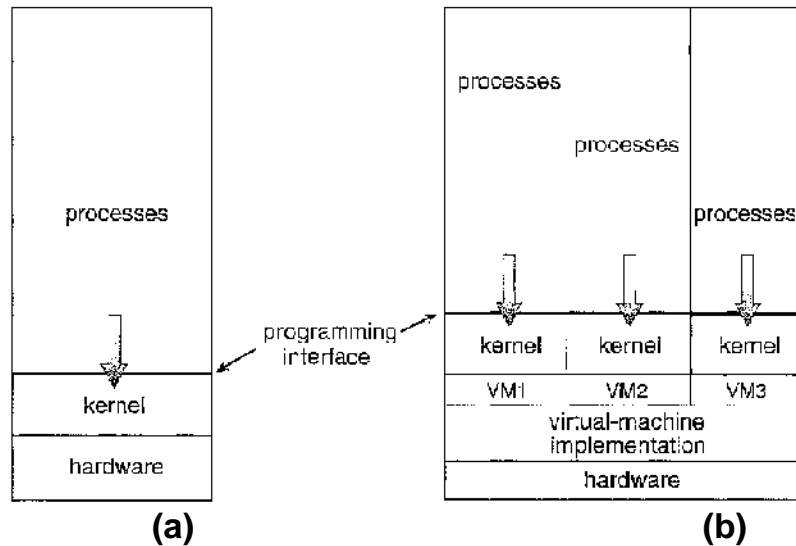 processes
kernel
hardware
(a)
programming
interface
processes
processes
processes
kernel kernel kernel
VM1 VM2 VM3
virtual-machine
implementation
hardware
(b)